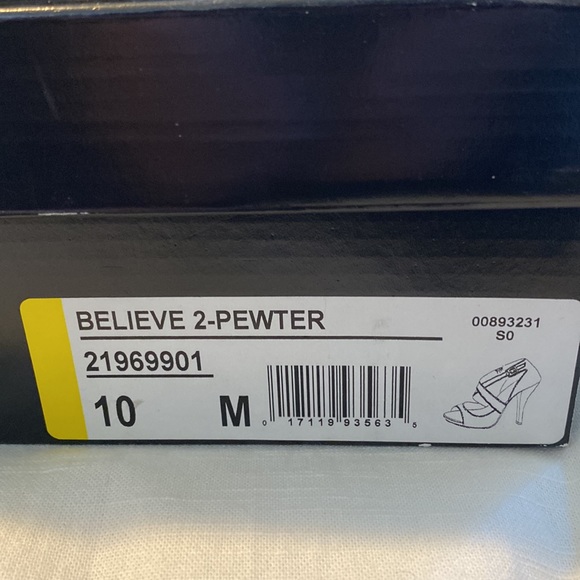 BELIEVE 2-PEWTER
00893231
S0
21969901
10 M
0 17119 93563 5